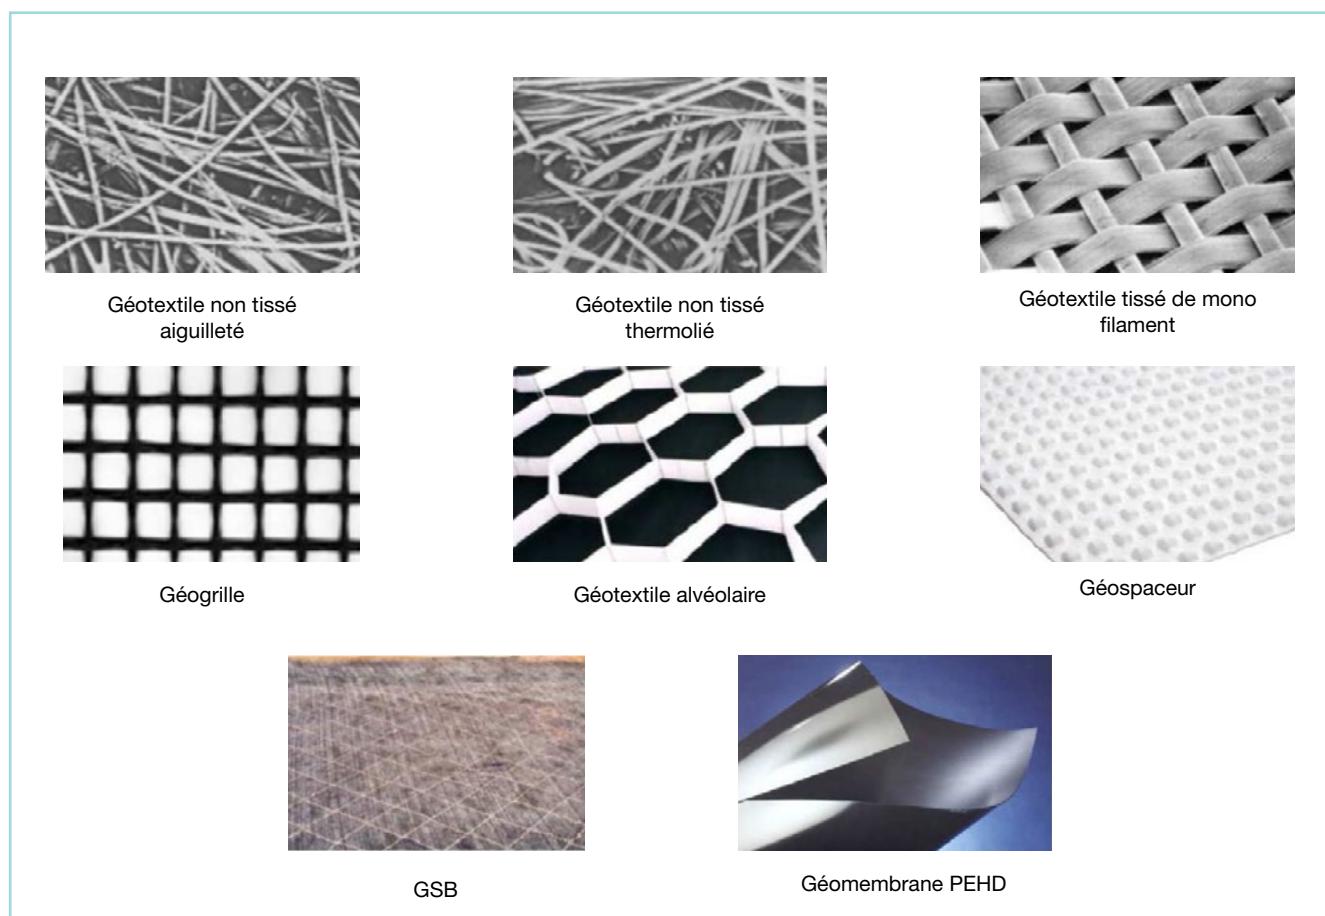 Géotextile non tissé
aiguilleté
Géotextile non tissé
thermolié
Géotextile tissé de mono
filament
Géogrille
Géotextile alvéolaire
Géospaceur
GSB
Géomembrane PEHD